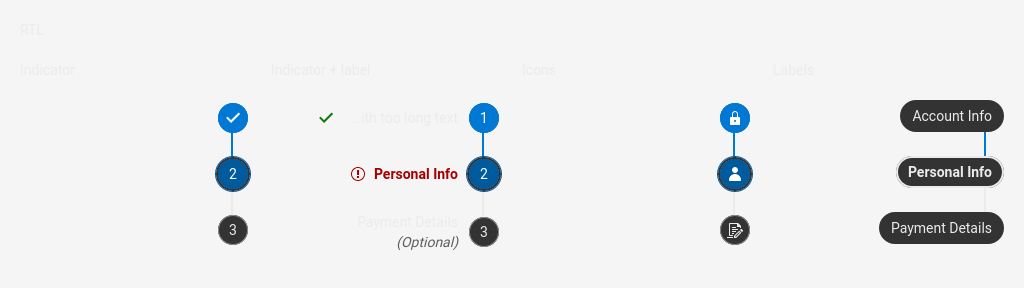 RTL
Indicator
Indicator + label
Icons
Labels
...ith too long text
1
Account Info
2
Personal Info
2
Personal Info
3
Payment Details
(Optional)
3
Payment Details